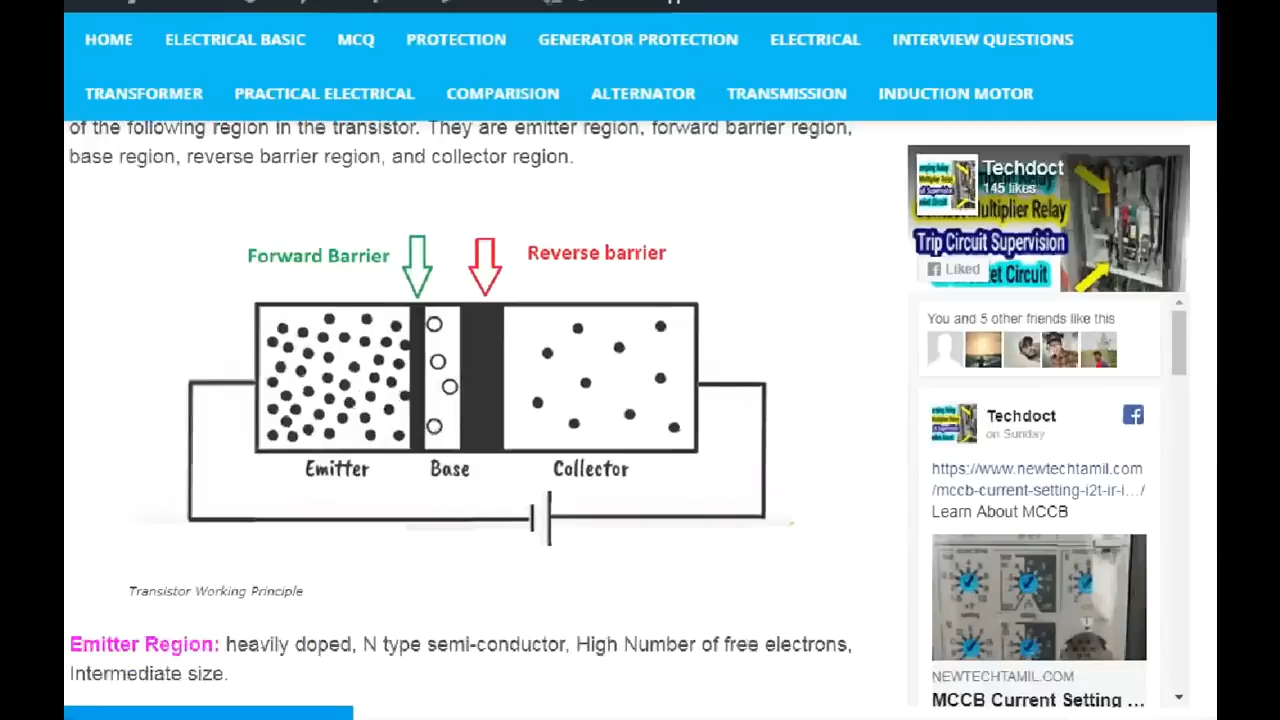 HOME ELECTRICAL BASIC MCQ PROTECTION GENERATOR PROTECTION ELECTRICAL INTERVIEW QUESTIONS
TRANSFORMER PRACTICAL ELECTRICAL COMPARISION ALTERNATOR TRANSMISSION INDUCTION MOTOR
of the following region in the transistor. They are emitter region, forward barrier region,
base region, reverse barrier region, and collector region.
Forward Barrier
Reverse barrier
Emitter
Base
Collector
Transistor Working Principle
Emitter Region: heavily doped, N type semi-conductor, High Number of free electrons,
Intermediate size.
Techdoct
145 likes
Multiplier Relay
Trip Circuit Supervision
Liked
et Circuit
You and 5 other friends like this
Techdoct
on Sunday
https://www.newtechtamil.com
/mccb-current-setting-i2t-ir-i.../
Learn About MCCB
NEWTECHTAMIL.COM
MCCB Current Setting ...